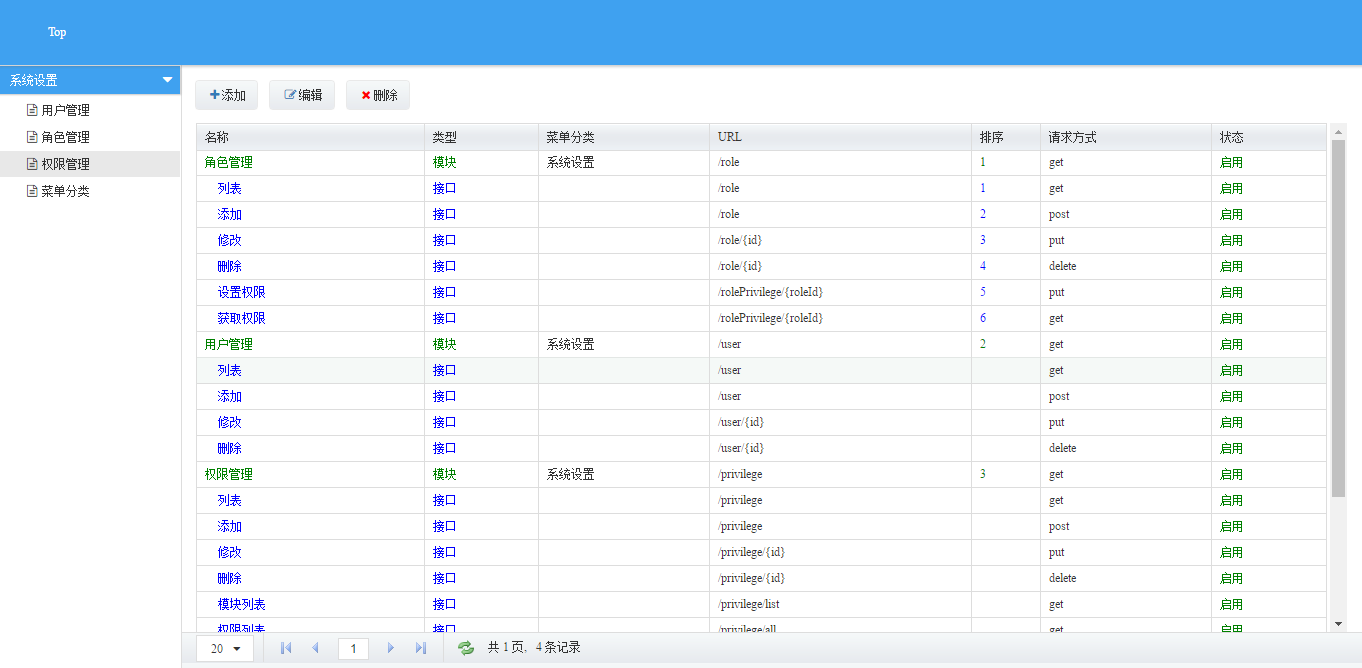 Top
系统设置
用户管理
角色管理
权限管理
菜单分类
添加 编辑 删除
名称 类型 菜单分类 URL 排序 请求方式 状态
角色管理 模块 系统设置 /role 1 get 启用
列表 接口 /role 1 get 启用
添加 接口 /role 2 post 启用
修改 接口 /role/{id} 3 put 启用
删除 接口 /role/{id} 4 delete 启用
设置权限 接口 /rolePrivilege/{roleId} 5 put 启用
获取权限 接口 /rolePrivilege/{roleId} 6 get 启用
用户管理 模块 系统设置 /user 2 get 启用
列表 接口 /user get 启用
添加 接口 /user post 启用
修改 接口 /user/{id} put 启用
删除 接口 /user/{id} delete 启用
权限管理 模块 系统设置 /privilege 3 get 启用
列表 接口 /privilege get 启用
添加 接口 /privilege post 启用
修改 接口 /privilege/{id} put 启用
删除 接口 /privilege/{id} delete 启用
模块列表 接口 /privilege/list get 启用
权限列表 接口 /privilege/all get 启用
20 1 共 1 页, 4 条记录